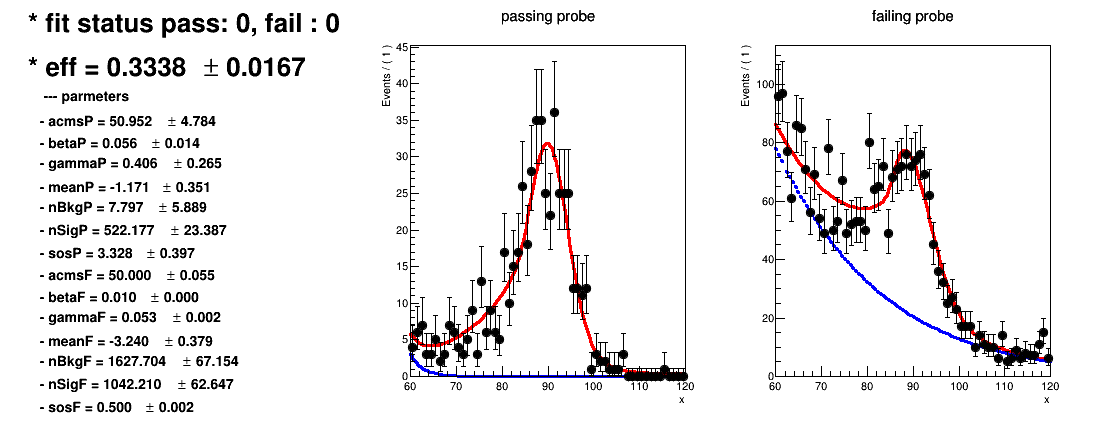 * fit status pass: 0, fail : 0
* eff = 0.3338 ± 0.0167
--- parmeters
- acmsP = 50.952 ± 4.784
- betaP = 0.056 ± 0.014
- gammaP = 0.406 ± 0.265
- meanP = -1.171 ± 0.351
- nBkgP = 7.797 ± 5.889
- nSigP = 522.177 ± 23.387
- sosP = 3.328 ± 0.397
- acmsF = 50.000 ± 0.055
- betaF = 0.010 ± 0.000
- gammaF = 0.053 ± 0.002
- meanF = -3.240 ± 0.379
- nBkgF = 1627.704 ± 67.154
- nSigF = 1042.210 ± 62.647
- sosF = 0.500 ± 0.002
passing probe
Events / ( 1 )
45
40
35
30
25
20
15
10
5
0
60 70 80 90 100 110 120
x
failing probe
Events / ( 1 )
100
80
60
40
20
0
60 70 80 90 100 110 120
x